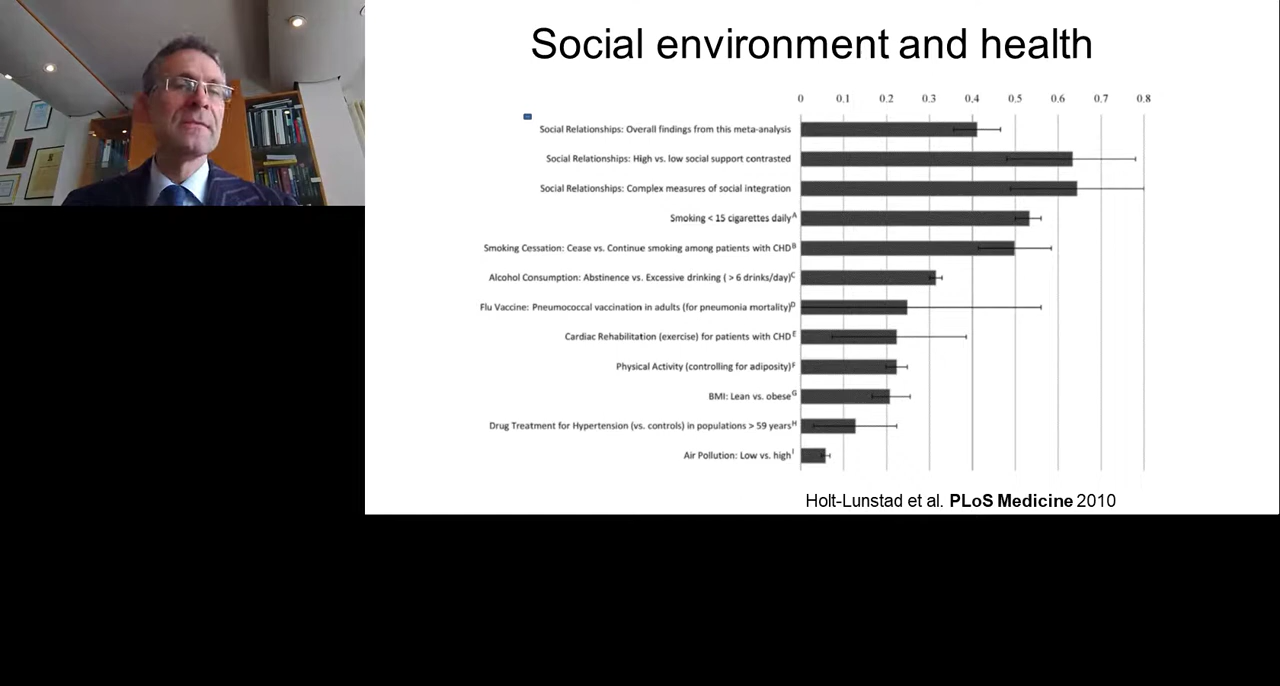 Social environment and health
0 0.1 0.2 0.3 0.4 0.5 0.6 0.7 0.8
Social Relationships: Overall findings from this meta-analysis
Social Relationships: High vs. low social support contrasted
Social Relationships: Complex measures of social integration
Smoking < 15 cigarettes daily^A
Smoking Cessation: Cease vs. Continue smoking among patients with CHD^B
Alcohol Consumption: Abstinence vs. Excessive drinking ( > 6 drinks/day)^C
Flu Vaccine: Pneumococcal vaccination in adults (for pneumonia mortality)^D
Cardiac Rehabilitation (exercise) for patients with CHD^E
Physical Activity (controlling for adiposity)^F
BMI: Lean vs. obese^G
Drug Treatment for Hypertension (vs. controls) in populations > 59 years^H
Air Pollution: Low vs. high^I
Holt-Lunstad et al. PLoS Medicine 2010